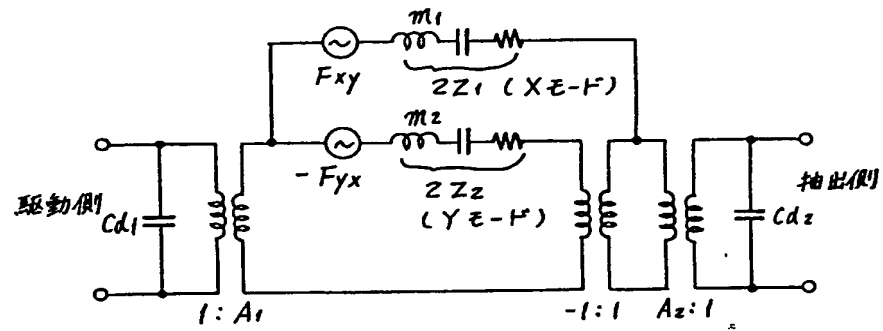 m₁
Fxy
2Z₁ (Xモード)
m₂
-Fyx
2Z₂
(Yモード)
駆動側
Cd₁
抽出側
Cd₂
1:A₁
-1:1
A₂:1